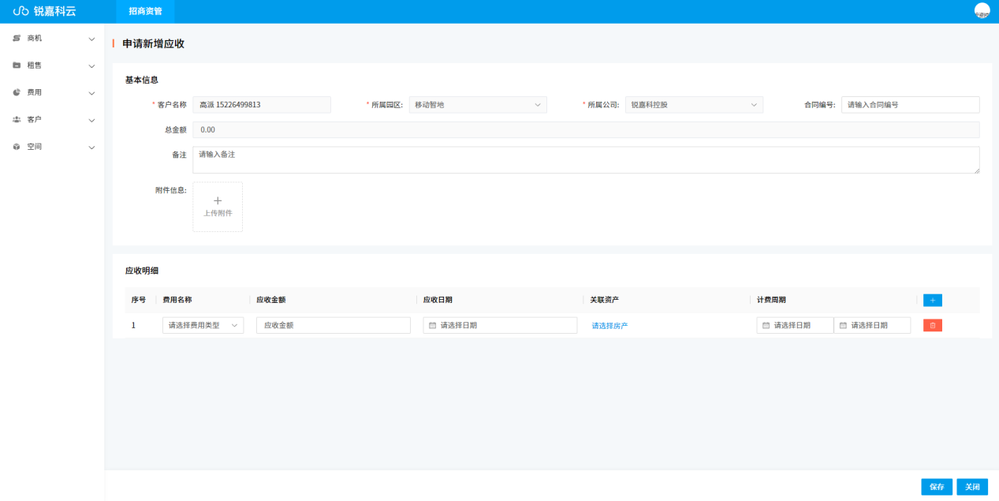 锐嘉科云 招商资管
商机
租售
费用
客户
空间
申请新增应收
基本信息
* 客户名称 高派 15226499813 * 所属园区: 移动智地 * 所属公司: 锐嘉科控股 合同编号: 请输入合同编号
总金额 0.00
备注 请输入备注
附件信息:
上传附件
应收明细
序号 费用名称 应收金额 应收日期 关联资产 计费周期
1 请选择费用类型 应收金额 请选择日期 请选择房产 请选择日期 请选择日期
保存 关闭